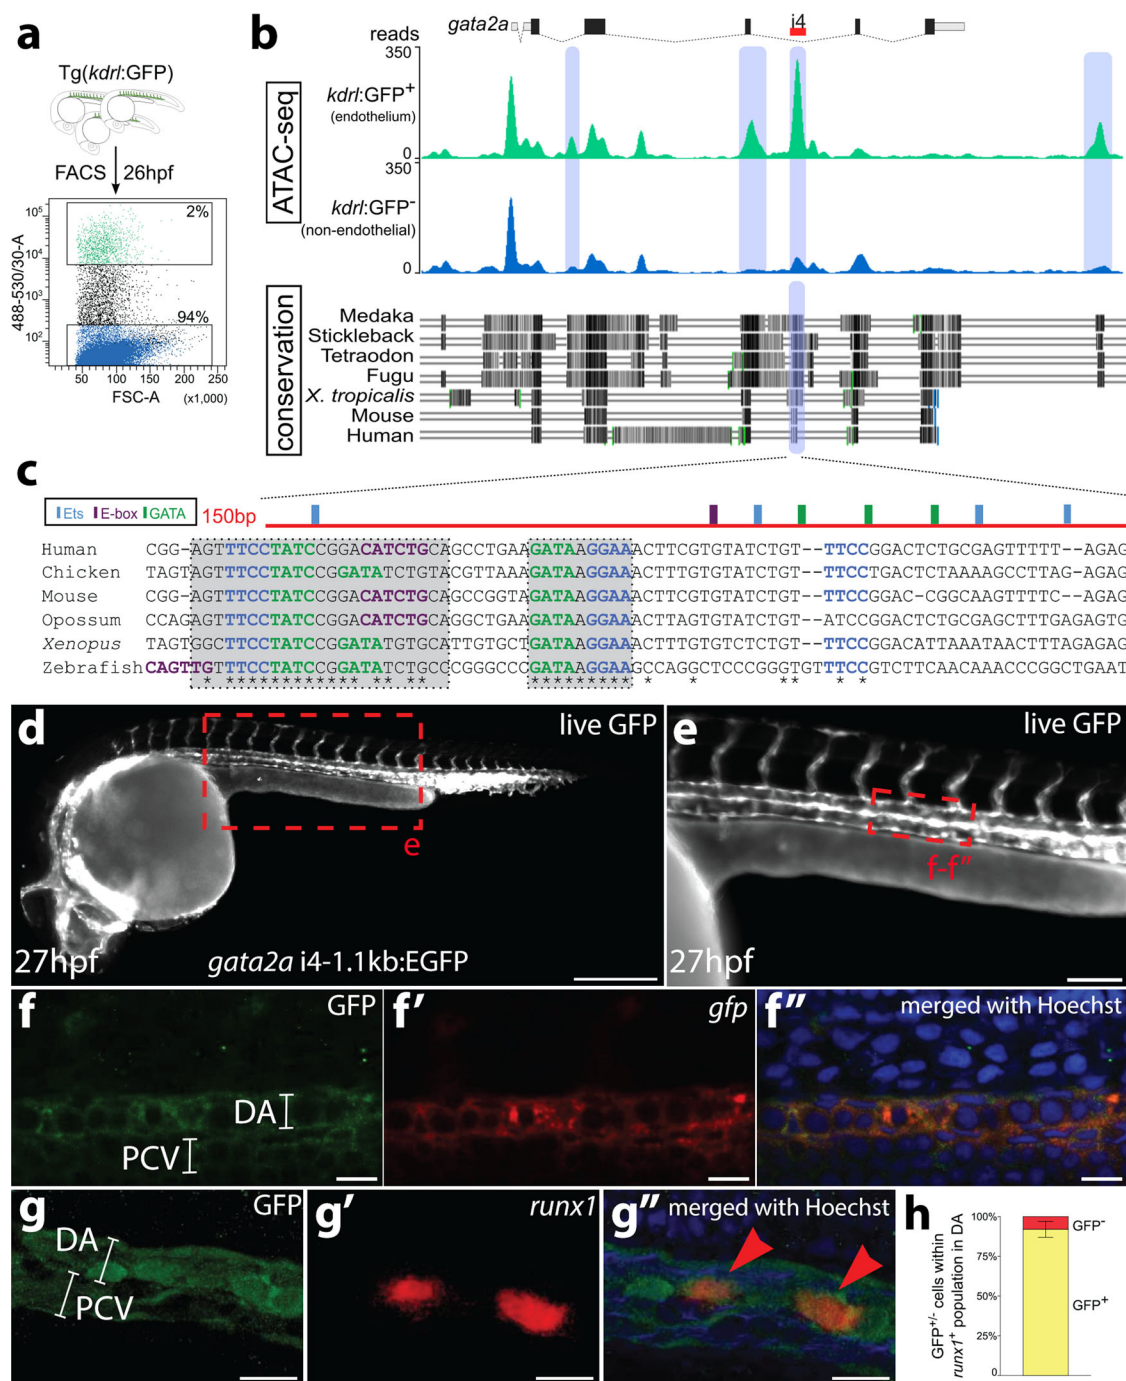 a
Tg(kdrl:GFP)
FACS 26hpf
488-530/30-A
10⁵
10⁴
10³
10²
2%
94%
50 100 150 200 250
FSC-A (x1,000)
b
gata2a
i4
reads
350
0
350
0
ATAC-seq
kdrl:GFP⁺
(endothelium)
kdrl:GFP⁻
(non-endothelial)
conservation
Medaka
Stickleback
Tetraodon
Fugu
X. tropicalis
Mouse
Human
c
Ets E-box GATA
150bp
Human CGG-AGTTTCCTATCCGGACATCTGCAGCCTGAAGATAAGGAAACTTCGTGTATCTGT--TTCCGGACTCTGCGAGTTTTT--AGAG
Chicken TAGTAGTTTCCTATCCGGATATCTGTACGTTAAAGATAAGGAAACTTTGTGTATCTGT--TTCCTGACTCTAAAAGCCTTAG-AGAG
Mouse CGG-AGTTTCCTATCCGGACATCTGCAGCCGGTAGATAAGGAAACTTCGTGTATCTGT--TTCCGGAC-CGGCAAGTTTTC-AGAG
Opossum CCAGAGTTTCCTATCCGGACATCTGCAGGCTGAAGATAAGGAAACTTAGTGTATCTGT--ATCCGGACTCTGCGAGCTTTGAGAGTG
Xenopus TAGTGGCTTCCTATCCGGATATGTGCATTGTGCTGATAAGGAAACTTTGTGTCTCTGT--TTCCGGACATTAAATAACTTTAGAGAG
Zebrafish CAGTTGTTTCCTATCCGGATATCTGCCCGGGCCCGATAAGGAAGCCAGGCTCCCGGGTGTTTCCGTCTTCAACAAACCCGGCTGAAT
d
live GFP
e
27hpf
gata2a i4-1.1kb:EGFP
e
live GFP
f-f″
27hpf
f
GFP
DA
PCV
f′
gfp
f″
merged with Hoechst
g
GFP
DA
PCV
g′
runx1
g″
merged with Hoechst
h
GFP⁺/⁻ cells within
runx1⁺ population in DA
100%
75%
50%
25%
0
GFP⁻
GFP⁺